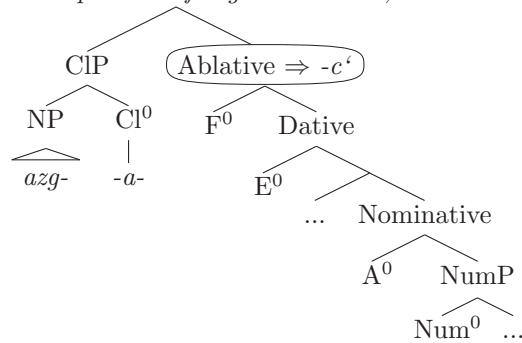 ClP Ablative ⇒ -c‘
NP Cl⁰ F⁰ Dative
azg- -a- E⁰
... Nominative
A⁰ NumP
Num⁰ ...